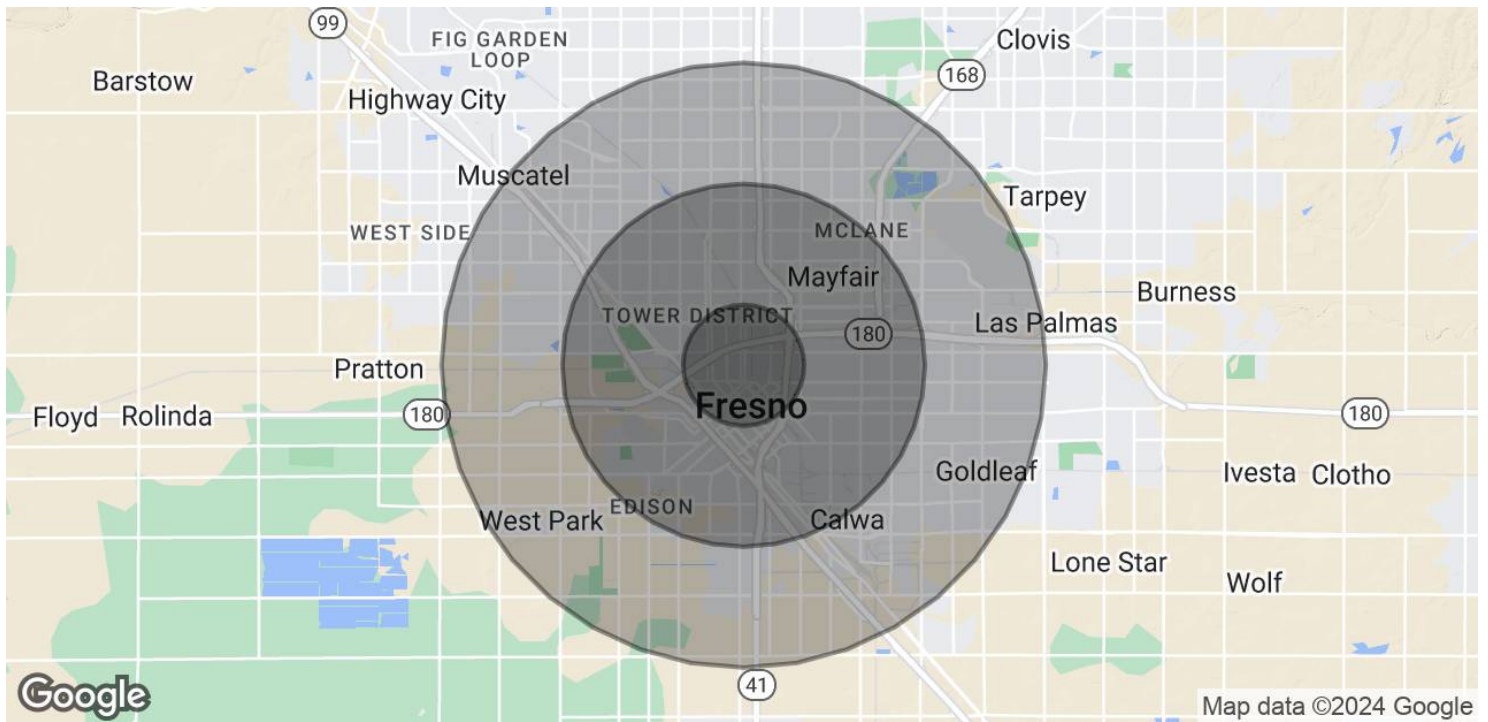 99
FIG GARDEN
LOOP
Clovis
168
Barstow
Highway City
Muscatel
Tarpey
WEST SIDE
MCLANE
Mayfair
Burness
TOWER DISTRICT
Las Palmas
180
Pratton
Fresno
Floyd
Rolinda
180
180
Goldleaf
Ivesta
Clotho
EDISON
West Park
Calwa
Lone Star
Wolf
41
Google
Map data ©2024 Google